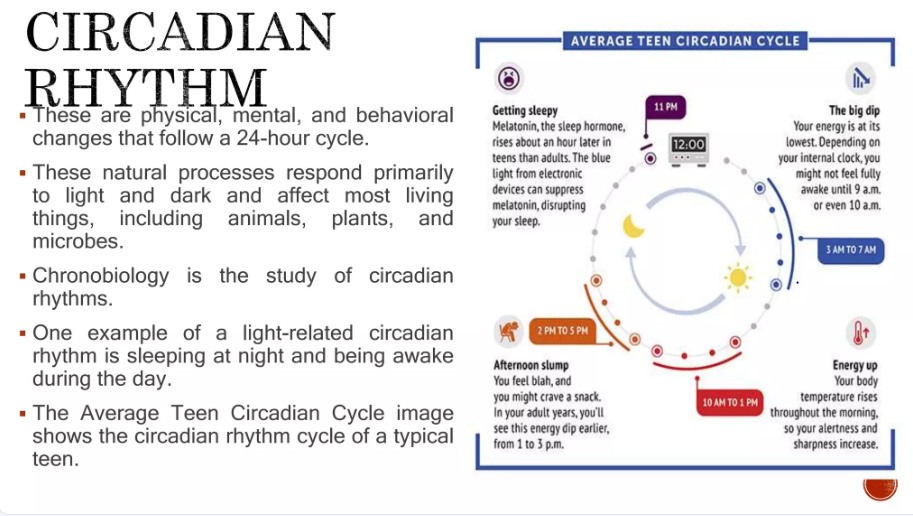 CIRCADIAN
RHYTHM
These are physical, mental, and behavioral
changes that follow a 24-hour cycle.
These natural processes respond primarily
to light and dark and affect most living
things, including animals, plants, and
microbes.
Chronobiology is the study of circadian
rhythms.
One example of a light-related circadian
rhythm is sleeping at night and being awake
during the day.
The Average Teen Circadian Cycle image
shows the circadian rhythm cycle of a typical
teen.
AVERAGE TEEN CIRCADIAN CYCLE
Getting sleepy
Melatonin, the sleep hormone,
rises about an hour later in
teens than adults. The blue
light from electronic
devices can suppress
melatonin, disrupting
your sleep.
11 PM
12:00
The big dip
Your energy is at its
lowest. Depending on
your internal clock, you
might not feel fully
awake until 9 a.m.
or even 10 a.m.
3 AM TO 7 AM
2 PM TO 5 PM
Afternoon slump
You feel blah, and
you might crave a snack.
In your adult years, you'll
see this energy dip earlier,
from 1 to 3 p.m.
10 AM TO 1 PM
Energy up
Your body
temperature rises
throughout the morning,
so your alertness and
sharpness increase.